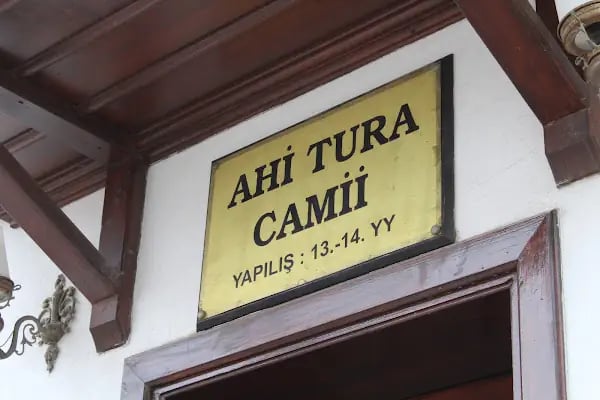 AHİ TURA
CAMİİ
YAPILIŞ : 13.-14. YY